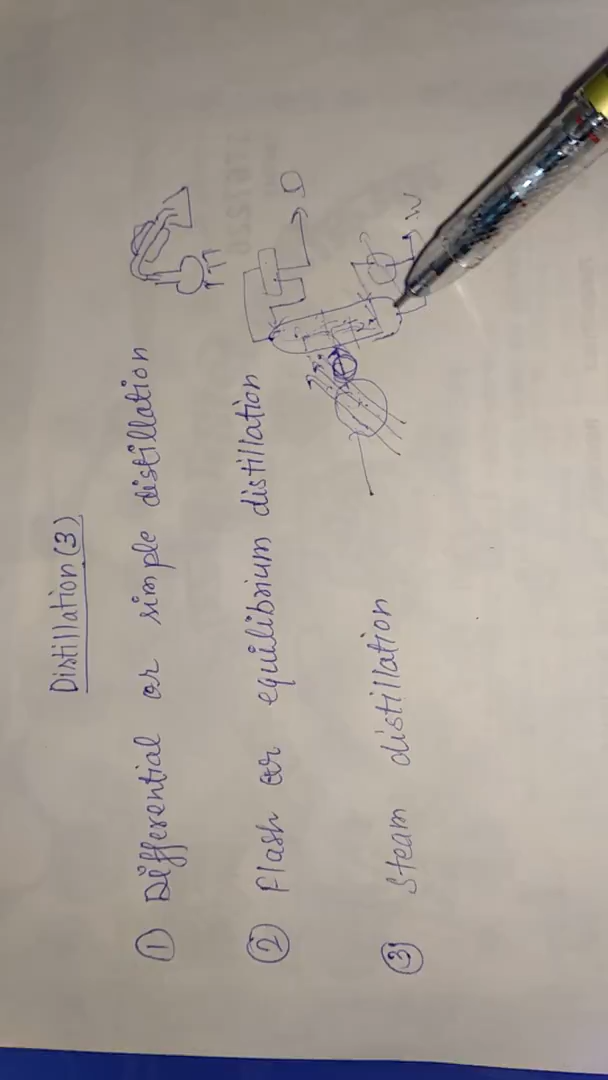 Distillation (3)
① Differential or simple distillation
② Flash or equilibrium distillation
D
W
③ Steam distillation